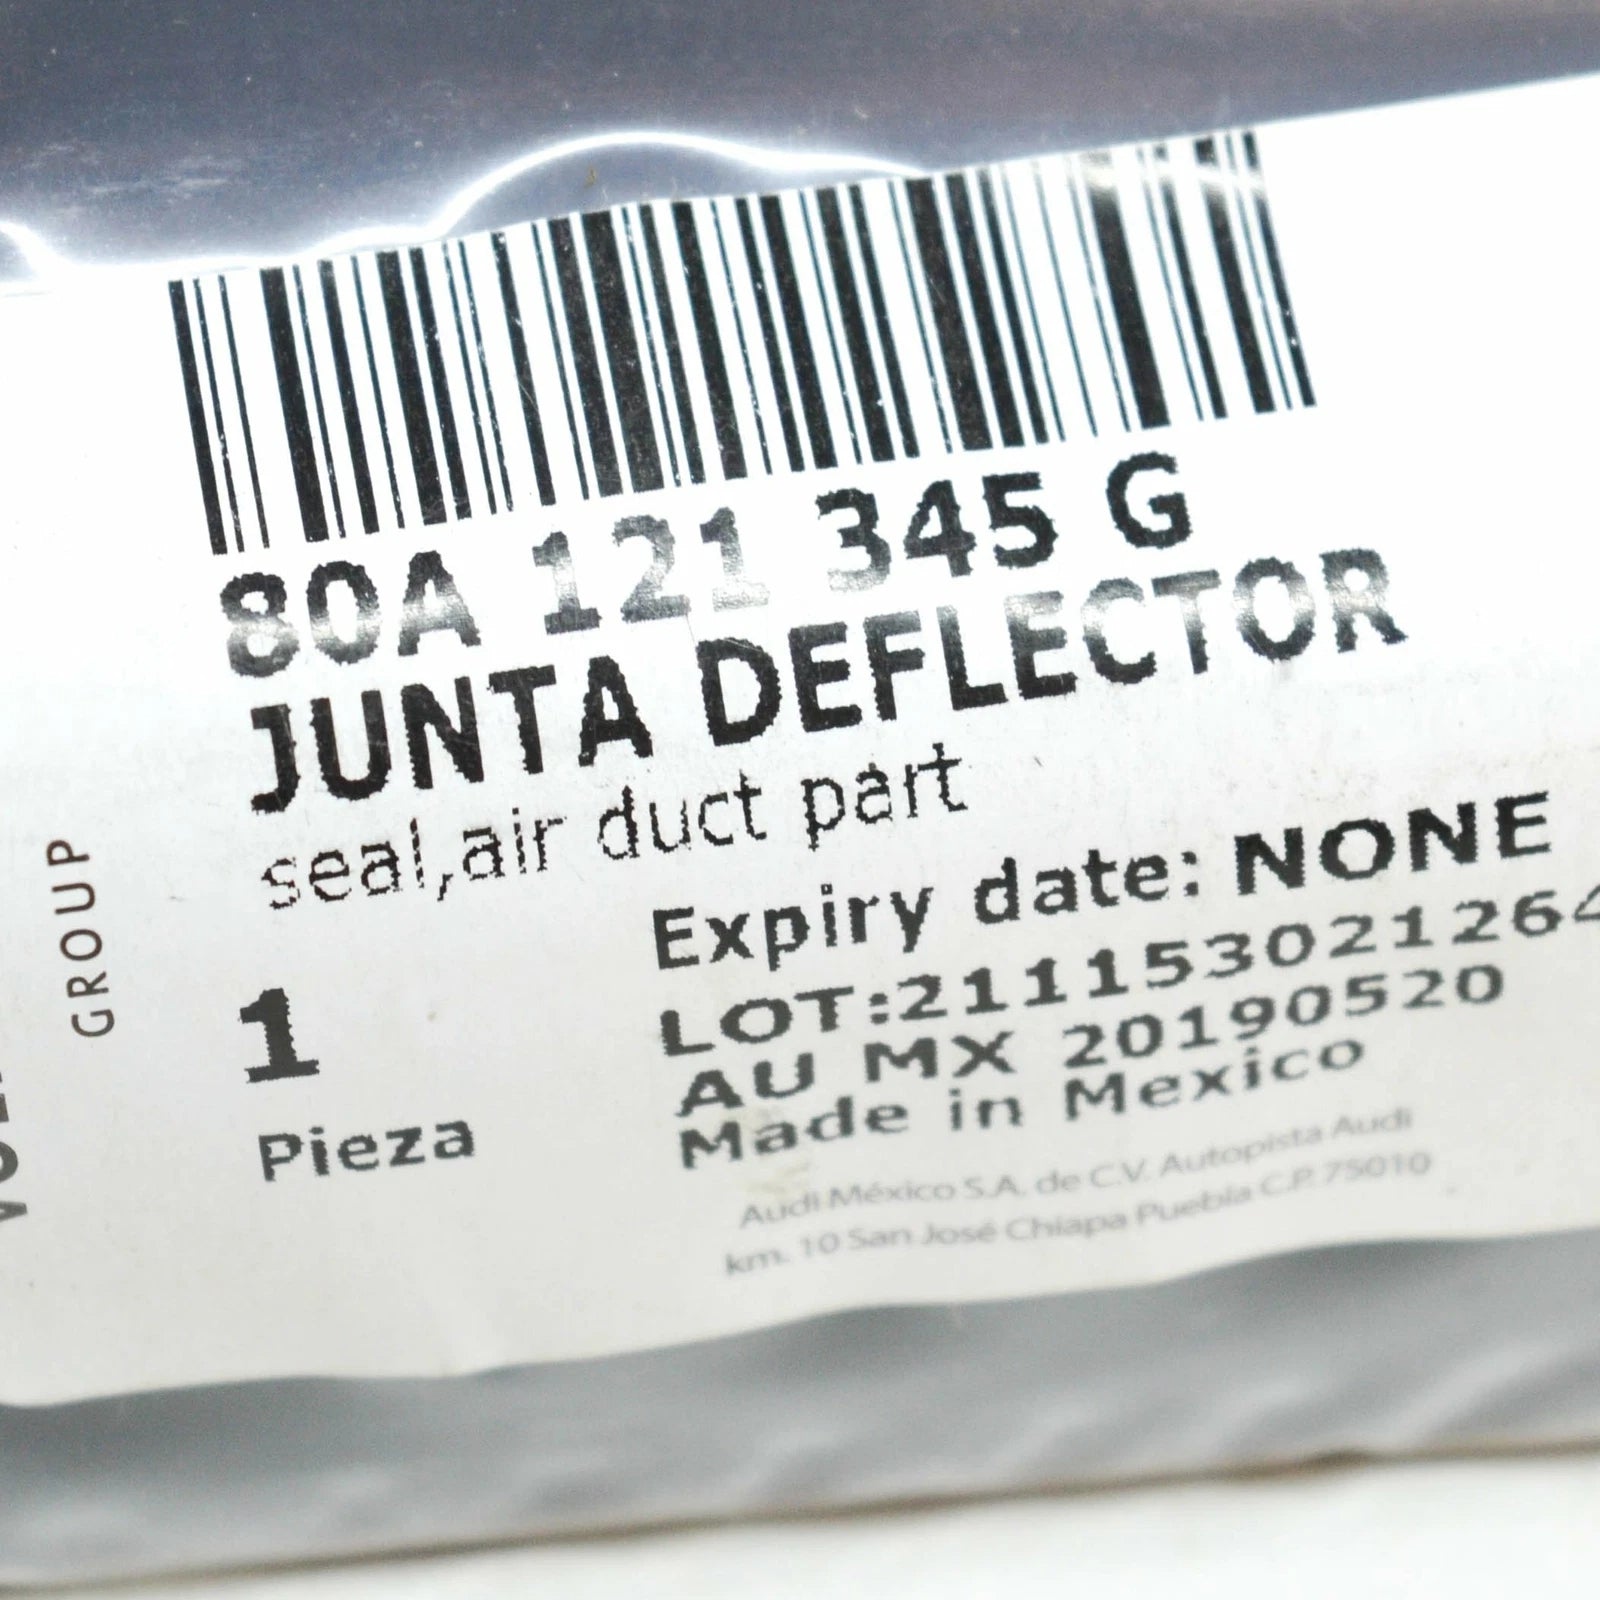 80A 121 345 G
JUNTA DEFLECTOR
seal,air duct part
Expiry date: NONE
LOT:21115302126
AU MX 20190520
Made in Mexico
1
Pieza
Audi México S.A. de C.V. Autopista Audi
km. 10 San José Chiapa Puebla C.P. 75010
GROUP